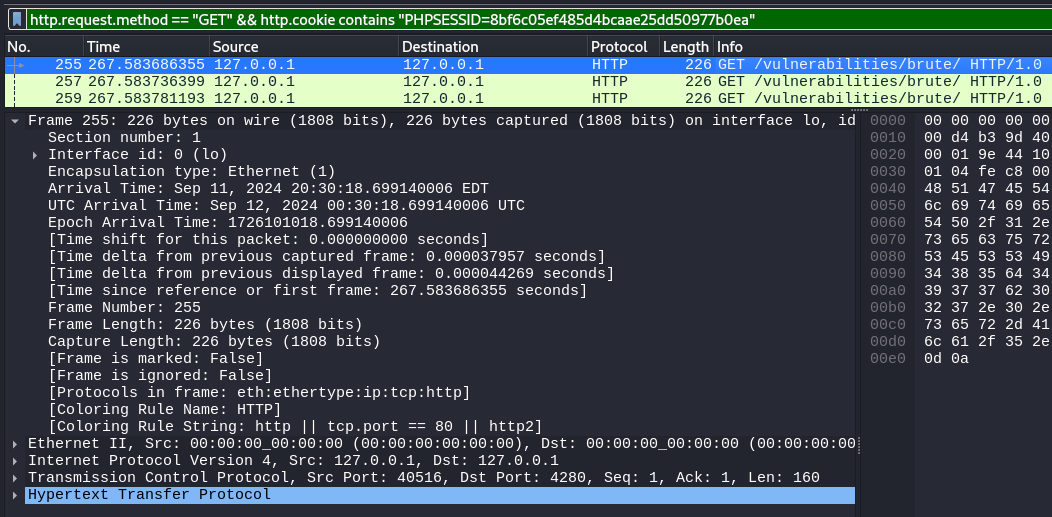 http.request.method == "GET" && http.cookie contains "PHPSESSID=8bf6c05ef485d4bcaae25dd50977b0ea"
No. Time Source Destination Protocol Length Info
255 267.583686355 127.0.0.1 127.0.0.1 HTTP 226 GET /vulnerabilities/brute/ HTTP/1.0
257 267.583736399 127.0.0.1 127.0.0.1 HTTP 226 GET /vulnerabilities/brute/ HTTP/1.0
259 267.583781193 127.0.0.1 127.0.0.1 HTTP 226 GET /vulnerabilities/brute/ HTTP/1.0
Frame 255: 226 bytes on wire (1808 bits), 226 bytes captured (1808 bits) on interface lo, id
Section number: 1
Interface id: 0 (lo)
Encapsulation type: Ethernet (1)
Arrival Time: Sep 11, 2024 20:30:18.699140006 EDT
UTC Arrival Time: Sep 12, 2024 00:30:18.699140006 UTC
Epoch Arrival Time: 1726101018.699140006
[Time shift for this packet: 0.000000000 seconds]
[Time delta from previous captured frame: 0.000037957 seconds]
[Time delta from previous displayed frame: 0.000044269 seconds]
[Time since reference or first frame: 267.583686355 seconds]
Frame Number: 255
Frame Length: 226 bytes (1808 bits)
Capture Length: 226 bytes (1808 bits)
[Frame is marked: False]
[Frame is ignored: False]
[Protocols in frame: eth:ethertype:ip:tcp:http]
[Coloring Rule Name: HTTP]
[Coloring Rule String: http || tcp.port == 80 || http2]
Ethernet II, Src: 00:00:00_00:00:00 (00:00:00:00:00:00), Dst: 00:00:00_00:00:00 (00:00:00:00
Internet Protocol Version 4, Src: 127.0.0.1, Dst: 127.0.0.1
Transmission Control Protocol, Src Port: 40516, Dst Port: 4280, Seq: 1, Ack: 1, Len: 160
Hypertext Transfer Protocol
0000 00 00 00 00 00
0010 00 d4 b3 9d 40
0020 00 01 9e 44 10
0030 01 04 fe c8 00
0040 48 51 47 45 54
0050 6c 69 74 69 65
0060 54 50 2f 31 2e
0070 73 65 63 75 72
0080 53 45 53 53 49
0090 34 38 35 64 34
00a0 39 37 37 62 30
00b0 32 37 2e 30 2e
00c0 73 65 72 2d 41
00d0 6c 61 2f 35 2e
00e0 0d 0a